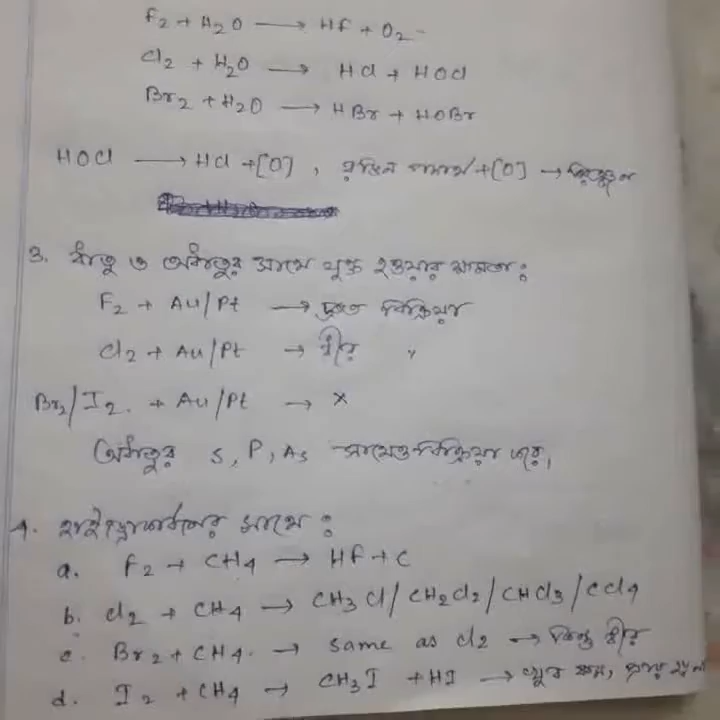 F2 + H2O → HF + O2
Cl2 + H2O → HCl + HOCl
Br2 + H2O → HBr + HOBr
HOCl → HCl + [O], রঙিন পদার্থ + [O] →
3. ধাতু ও অধাতুর সাথে যুক্ত হওয়ার ক্ষমতা:
F2 + Au/Pt → দ্রুত বিক্রিয়া
Cl2 + Au/Pt → ধীরে "
Br2/I2 + Au/Pt → ×
অধাতুর S, P, As সাথেও বিক্রিয়া করে।
4. হাইড্রোকার্বনের সাথে:
a. F2 + CH4 → HF + C
b. Cl2 + CH4 → CH3Cl/CH2Cl2/CHCl3/CCl4
c. Br2 + CH4 → same as Cl2 → কিন্তু ধীরে
d. I2 + CH4 → CH3I + HI → খুব কম, প্রায়